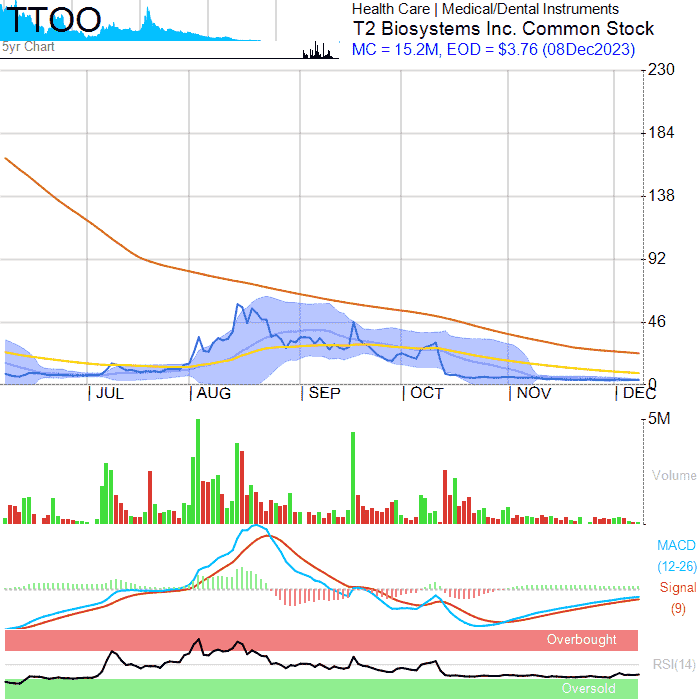 TTOO
5yr Chart
Health Care | Medical/Dental Instruments
T2 Biosystems Inc. Common Stock
MC = 15.2M, EOD = $3.76 (08Dec2023)
230
184
138
92
46
0
JUL AUG SEP OCT NOV DEC
5M
Volume
MACD
(12-26)
Signal
(9)
Overbought
RSI(14)
Oversold